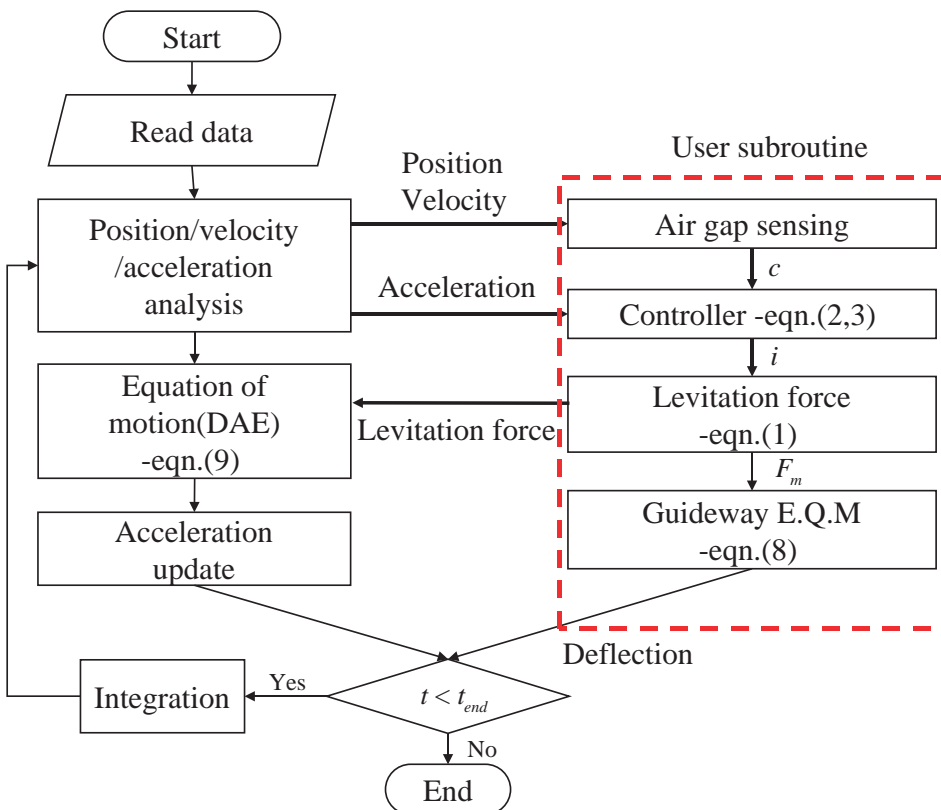 Start
Read data
Position/velocity
/acceleration
analysis
Equation of
motion(DAE)
-eqn.(9)
Acceleration
update
Position
Velocity
Acceleration
Levitation force
User subroutine
Air gap sensing
c
Controller -eqn.(2,3)
i
Levitation force
-eqn.(1)
F_m
Guideway E.Q.M
-eqn.(8)
Deflection
t < t_end
Yes
Integration
No
End